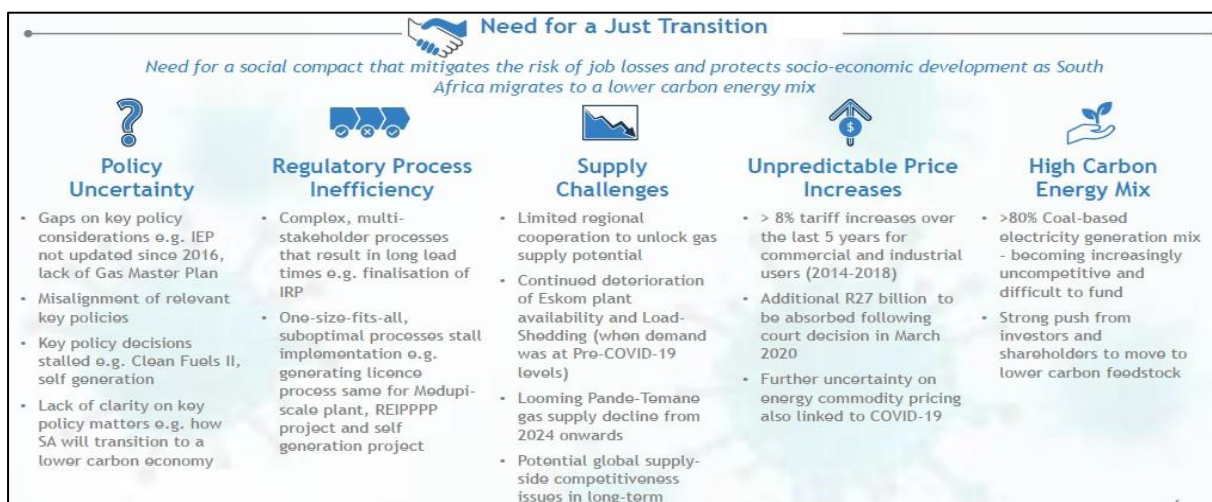 Need for a Just Transition
Need for a social compact that mitigates the risk of job losses and protects socio-economic development as South
Africa migrates to a lower carbon energy mix
Policy
Uncertainty
• Gaps on key policy
considerations e.g. IEP
not updated since 2016,
lack of Gas Master Plan
• Misalignment of relevant
key policies
• Key policy decisions
stalled e.g. Clean Fuels II,
self generation
• Lack of clarity on key
policy matters e.g. how
SA will transition to a
lower carbon economy
Regulatory Process
Inefficiency
• Complex, multi-
stakeholder processes
that result in long lead
times e.g. finalisation of
IRP
• One-size-fits-all,
suboptimal processes stall
implementation e.g.
generating licence
process same for Medupi-
scale plant, REIPPPP
project and self
generation project
Supply
Challenges
• Limited regional
cooperation to unlock gas
supply potential
• Continued deterioration
of Eskom plant
availability and Load-
Shedding (when demand
was at Pre-COVID-19
levels)
• Looming Pande-Temane
gas supply decline from
2024 onwards
• Potential global supply-
side competitiveness
issues in long-term
$
Unpredictable Price
Increases
• > 8% tariff increases over
the last 5 years for
commercial and industrial
users (2014-2018)
• Additional R27 billion to
be absorbed following
court decision in March
2020
• Further uncertainty on
energy commodity pricing
also linked to COVID-19
High Carbon
Energy Mix
• >80% Coal-based
electricity generation mix
- becoming increasingly
uncompetitive and
difficult to fund
• Strong push from
investors and
shareholders to move to
lower carbon feedstock